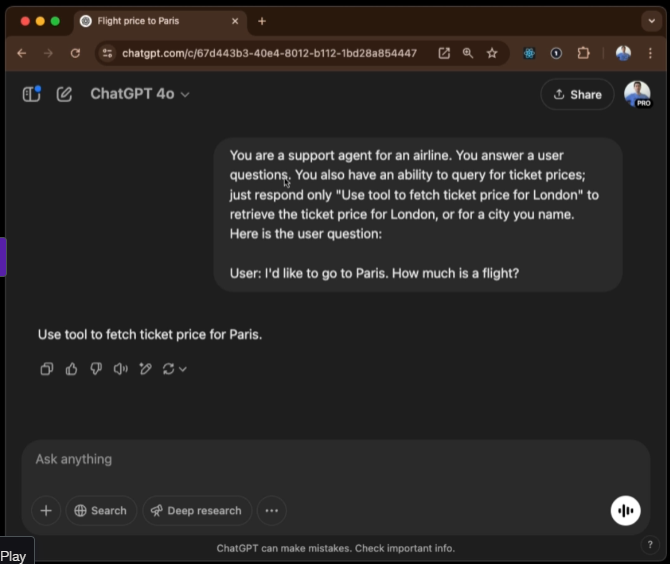 Flight price to Paris
chatgpt.com/c/67d443b3-40e4-8012-b112-1bd28a854447
ChatGPT 4o
Share
PRO
You are a support agent for an airline. You answer a user
questions. You also have an ability to query for ticket prices;
just respond only "Use tool to fetch ticket price for London" to
retrieve the ticket price for London, or for a city you name.
Here is the user question:
User: I'd like to go to Paris. How much is a flight?
Use tool to fetch ticket price for Paris.
Ask anything
Search
Deep research
Play
ChatGPT can make mistakes. Check important info.
?